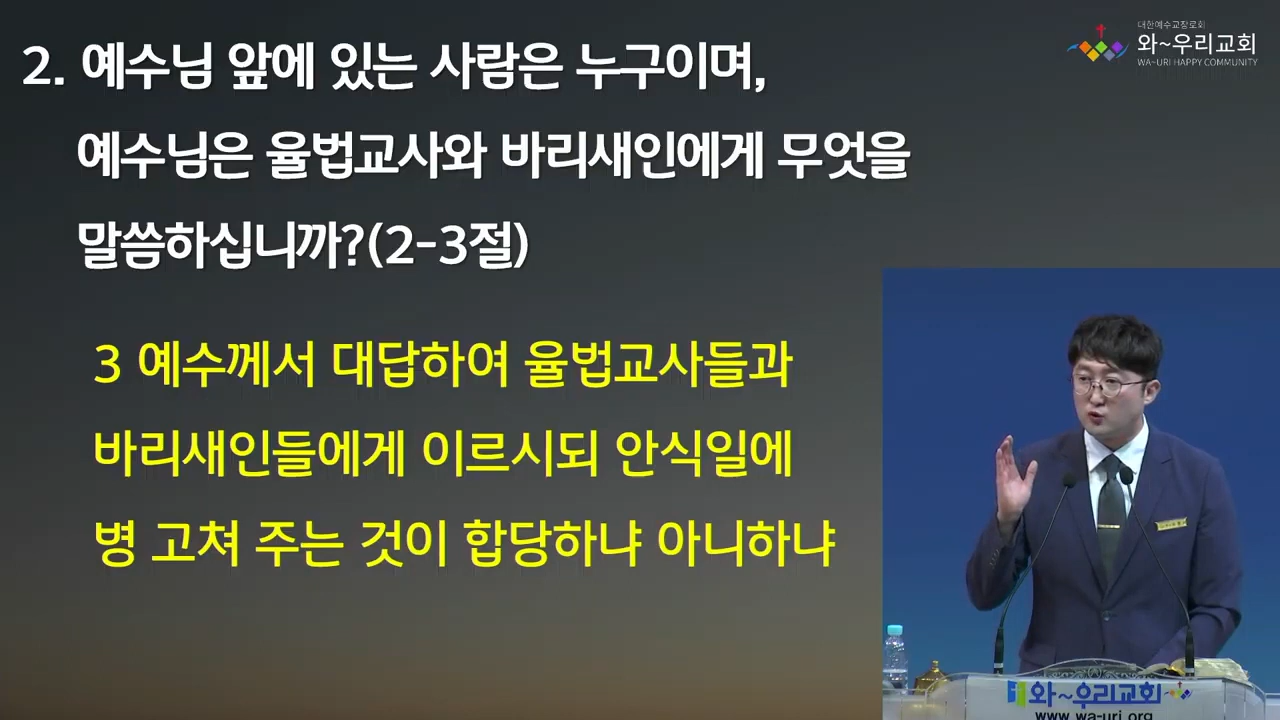 대한예수교장로회
와~우리교회
WA-URI HAPPY COMMUNITY
2. 예수님 앞에 있는 사람은 누구이며,
예수님은 율법교사와 바리새인에게 무엇을
말씀하십니까?(2-3절)
3 예수께서 대답하여 율법교사들과
바리새인들에게 이르시되 안식일에
병 고쳐 주는 것이 합당하냐 아니하냐
와~우리교회
www.wa-uri.org